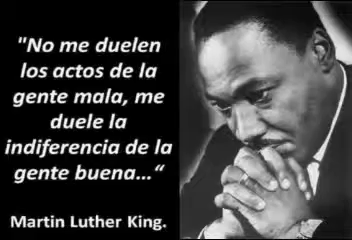 "No me duelen
los actos de la
gente mala, me
duele la
indiferencia de la
gente buena...“
Martin Luther King.